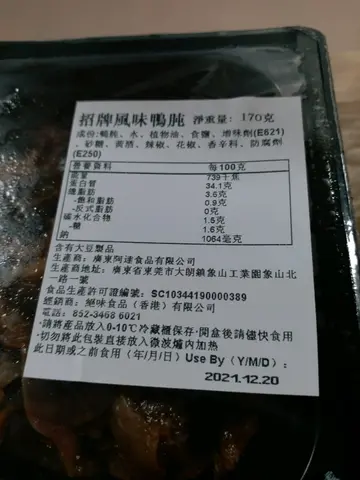 招牌風味鴨肫 淨重量: 170克
成份:鴨肫、水、植物油、食鹽、增味劑(E621)
、砂糖、黃酒、辣椒、花椒、香辛料、防腐劑
(E250)
營養資料 每100克
能量 739千焦
蛋白質 34.1克
總脂肪 3.6克
-飽和脂肪 0.9克
-反式脂肪 0克
碳水化合物 1.5克
-糖 1.6克
鈉 1064毫克
含有大豆製品
生產商: 廣東阿達食品有限公司
生產商地址: 廣東省東莞市大朗鎮象山工業園象山北
一路一號
食品生產許可證編號: SC10344190000389
經銷商: 絕味食品（香港）有限公司
電話: 852-3468 6021
·請將產品放入0-10℃冷藏櫃保存·開盒後請儘快食用
·切勿將此包裝直接放入微波爐內加熱
此日期或之前食用（年/月/日）Use By（Y/M/D）:
2021.12.20